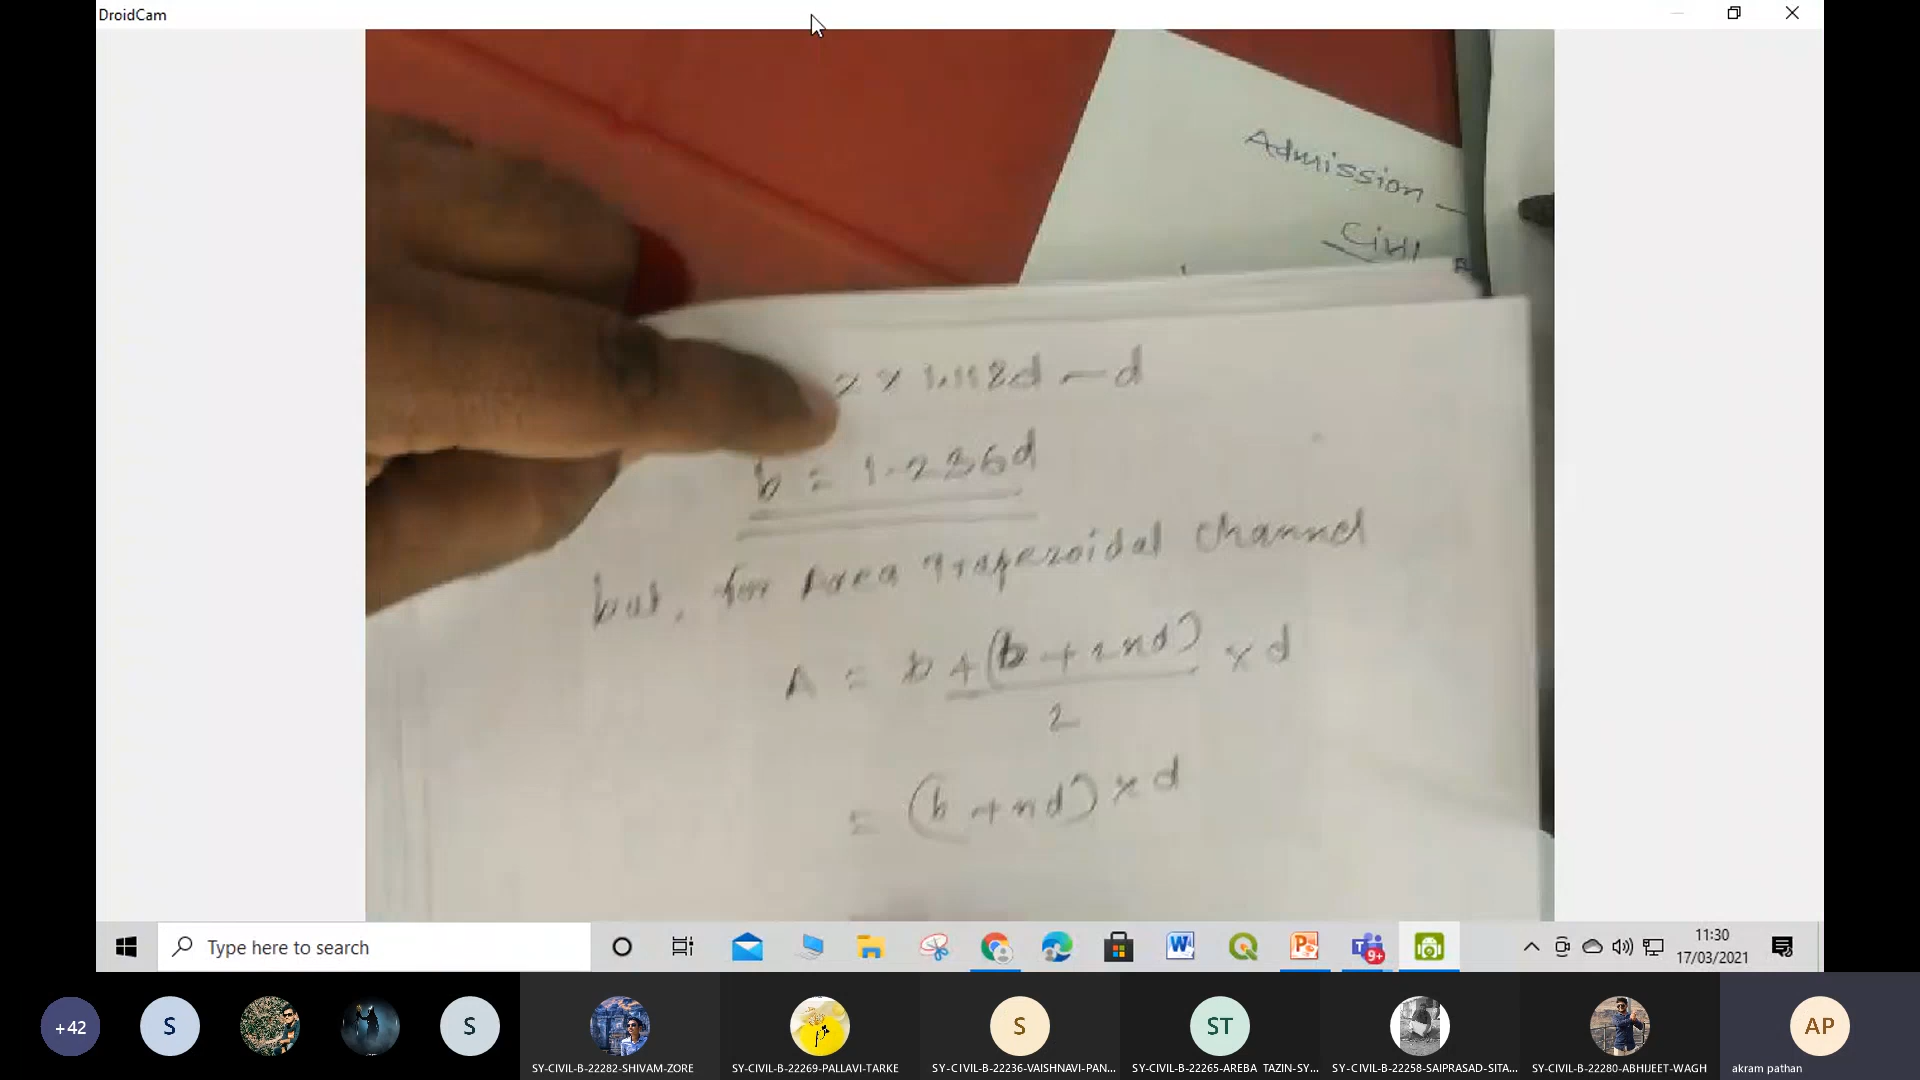 DroidCam
Admission —
Civil
2 × 1.118d — d
b = 1.236d
but, for Area Trapezoidal channel
A = b + (b + 2nd) × d
2
= (b + nd) × d
Type here to search
9+
11:30
17/03/2021
+42
S
S
S
ST
AP
SY-CIVIL-B-22282-SHIVAM-ZORE
SY-CIVIL-B-22269-PALLAVI-TARKE
SY-CIVIL-B-22236-VAISHNAVI-PAN...
SY-CIVIL-B-22265-AREBA TAZIN-SY...
SY-CIVIL-B-22258-SAIPRASAD-SITA...
SY-CIVIL-B-22280-ABHIJEET-WAGH
akram pathan